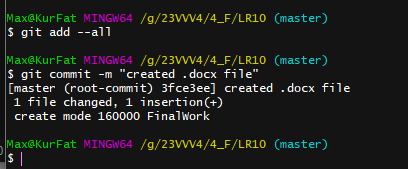 Max@KurFat MINGW64 /g/23VVV4/4_F/LR10 (master)
$ git add --all
Max@KurFat MINGW64 /g/23VVV4/4_F/LR10 (master)
$ git commit -m "created .docx file"
[master (root-commit) 3fce3ee] created .docx file
 1 file changed, 1 insertion(+)
 create mode 160000 FinalWork
Max@KurFat MINGW64 /g/23VVV4/4_F/LR10 (master)
$